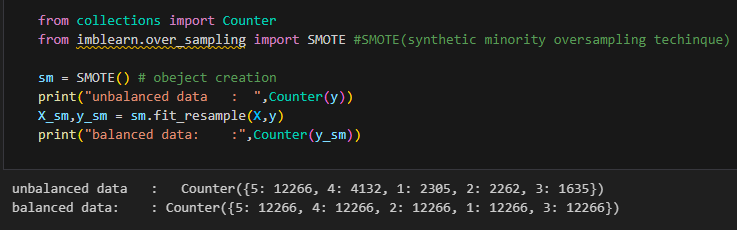 from collections import Counter
from imblearn.over_sampling import SMOTE #SMOTE(synthetic minority oversampling techinque)
sm = SMOTE() # obeject creation
print("unbalanced data   :  ",Counter(y))
X_sm,y_sm = sm.fit_resample(X,y)
print("balanced data:    :",Counter(y_sm))
unbalanced data   :   Counter({5: 12266, 4: 4132, 1: 2305, 2: 2262, 3: 1635})
balanced data:    : Counter({5: 12266, 4: 12266, 2: 12266, 1: 12266, 3: 12266})